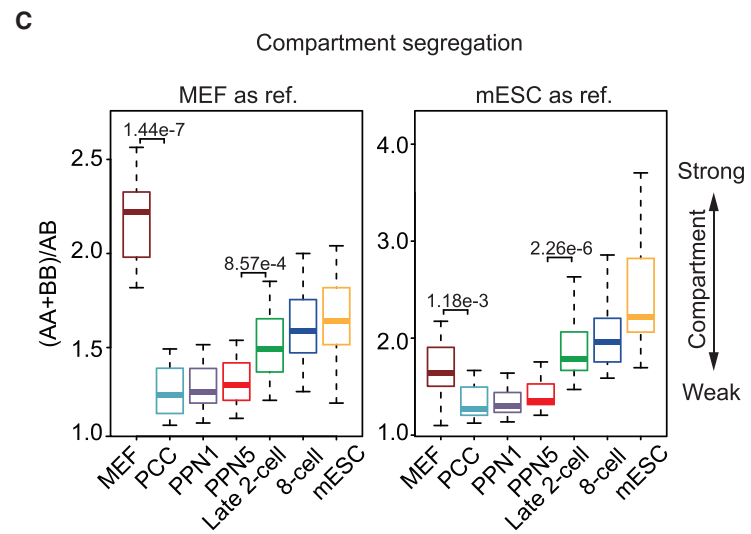 C
Compartment segregation
MEF as ref.
(AA+BB)/AB
2.5
2.0
1.5
1.0
1.44e-7
8.57e-4
MEF
PCC
PPN1
PPN5
Late 2-cell
8-cell
mESC
mESC as ref.
4.0
3.0
2.0
1.0
1.18e-3
2.26e-6
MEF
PCC
PPN1
PPN5
Late 2-cell
8-cell
mESC
Strong
Compartment
Weak